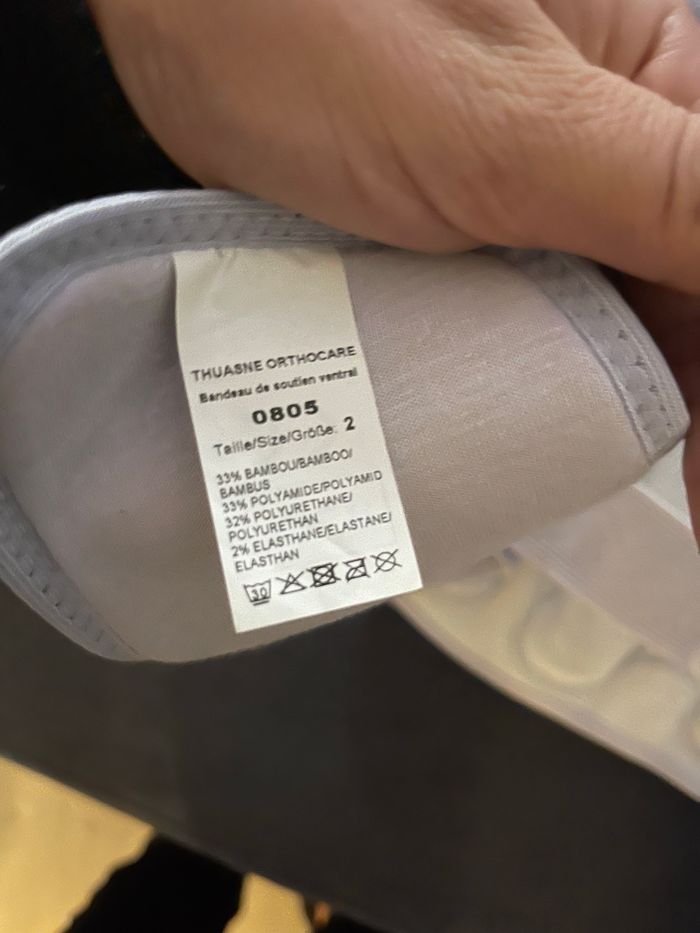 THUASNE ORTHOCARE
Bandeau de soutien ventral
0805
Taille/Size/Größe: 2
33% BAMBOU/BAMBOO/
BAMBUS
33% POLYAMIDE/POLYAMID
32% POLYURETHANE/
POLYURETHAN
2% ELASTHANE/ELASTANE/
ELASTHAN
30